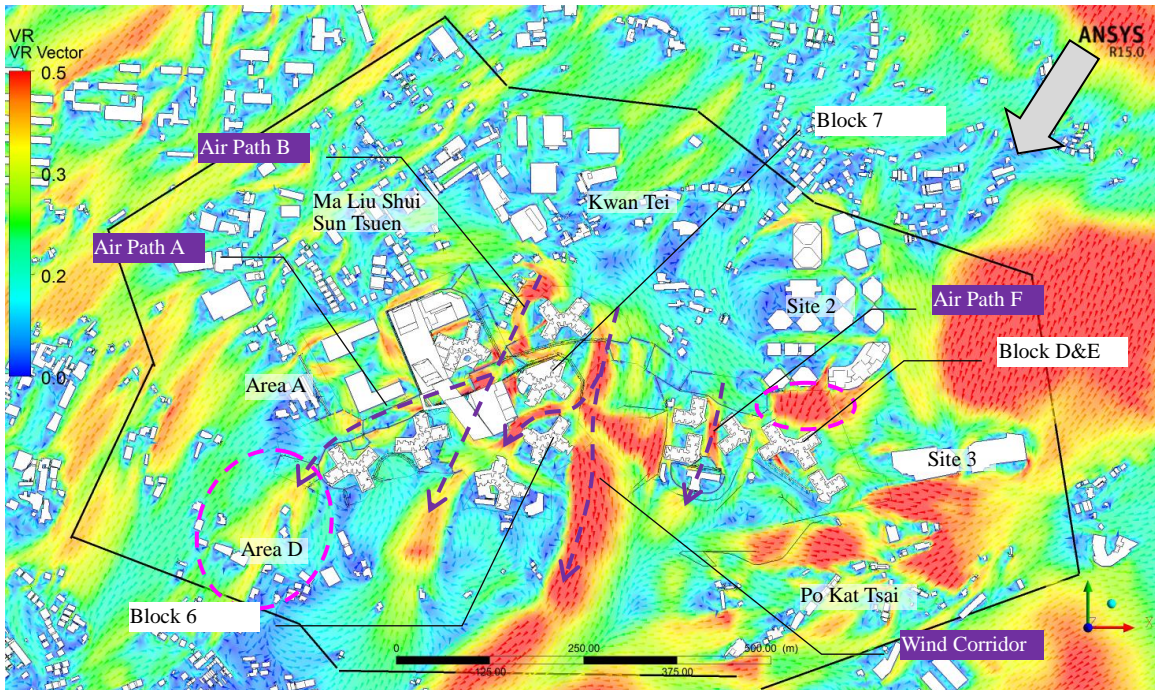 VR
VR Vector
0.5
0.3
0.2
0.0
ANSYS
R15.0
Block 7
Air Path B
Ma Liu Shui
Sun Tsuen
Kwan Tei
Air Path A
Site 2
Air Path F
Block D&E
Area A
Site 3
Area D
Po Kat Tsai
Block 6
Wind Corridor
0
250.00
500.00
(m)
125.00
375.00